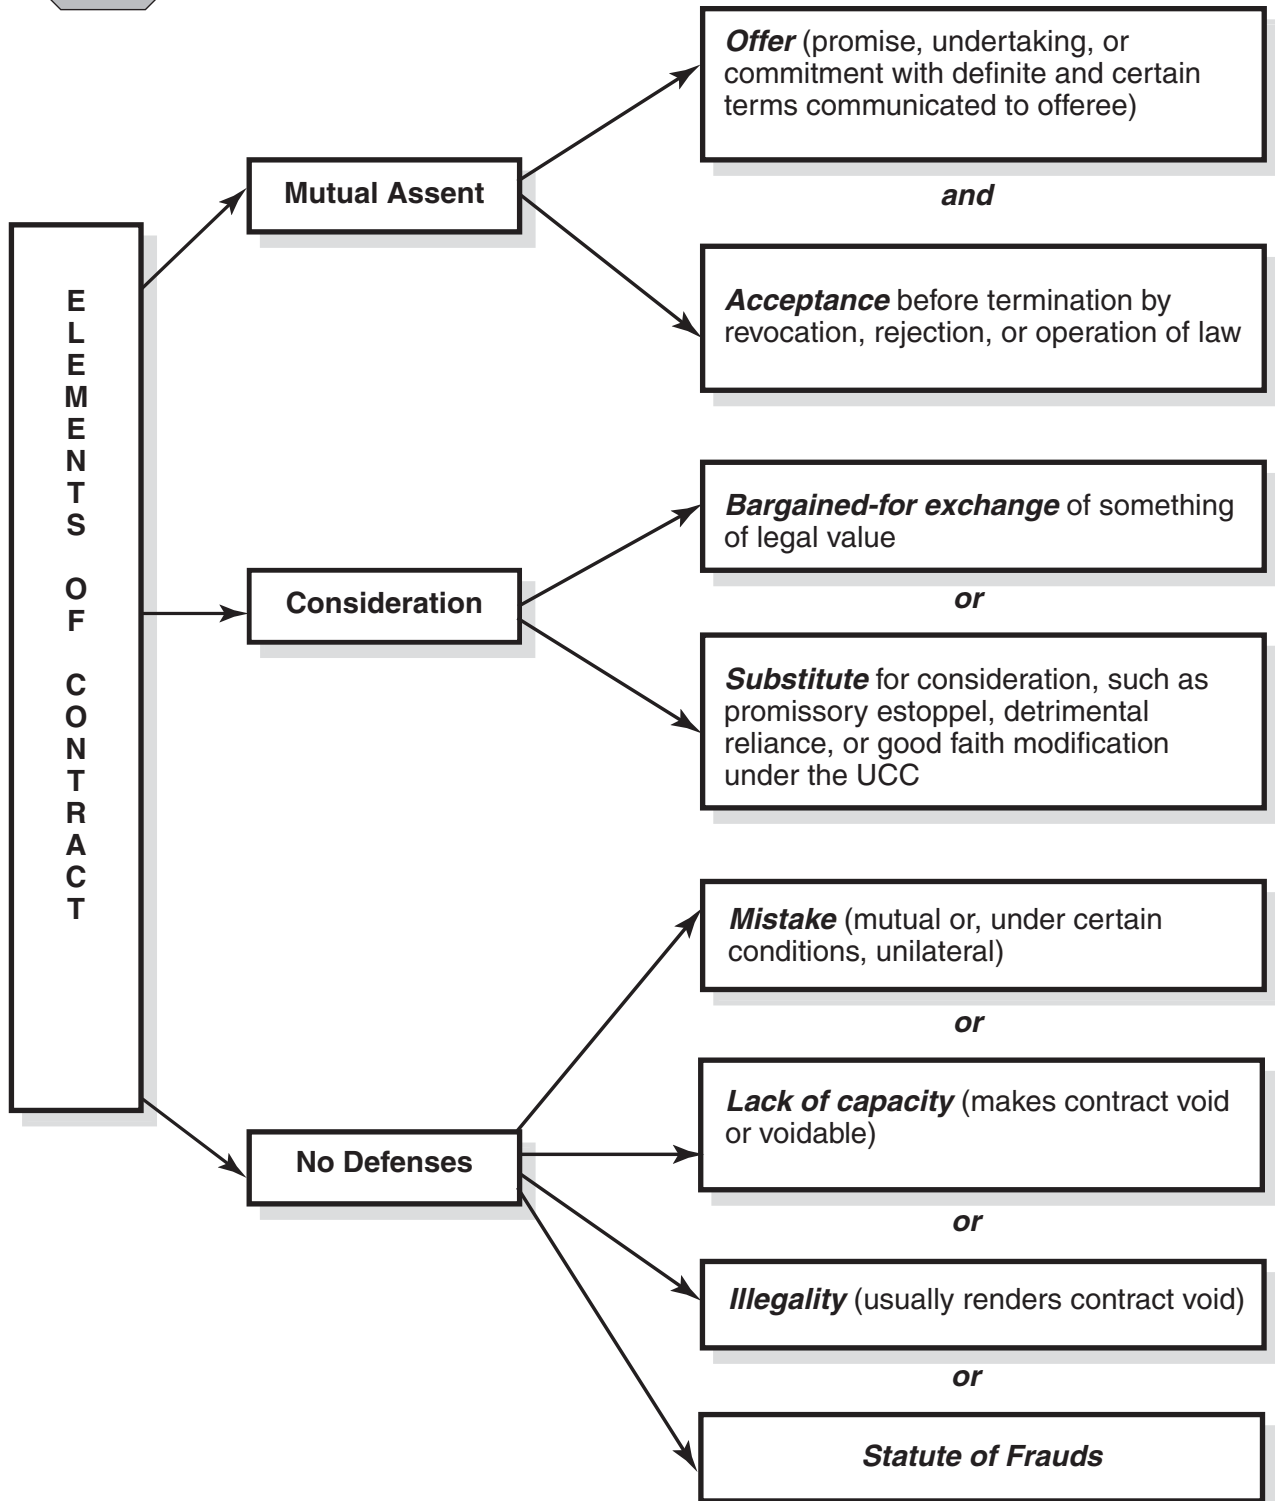 ELEMENTS OF CONTRACT
Mutual Assent
Offer (promise, undertaking, or
commitment with definite and certain
terms communicated to offeree)
and
Acceptance before termination by
revocation, rejection, or operation of law
Consideration
Bargained-for exchange of something
of legal value
or
Substitute for consideration, such as
promissory estoppel, detrimental
reliance, or good faith modification
under the UCC
No Defenses
Mistake (mutual or, under certain
conditions, unilateral)
or
Lack of capacity (makes contract void
or voidable)
or
Illegality (usually renders contract void)
or
Statute of Frauds